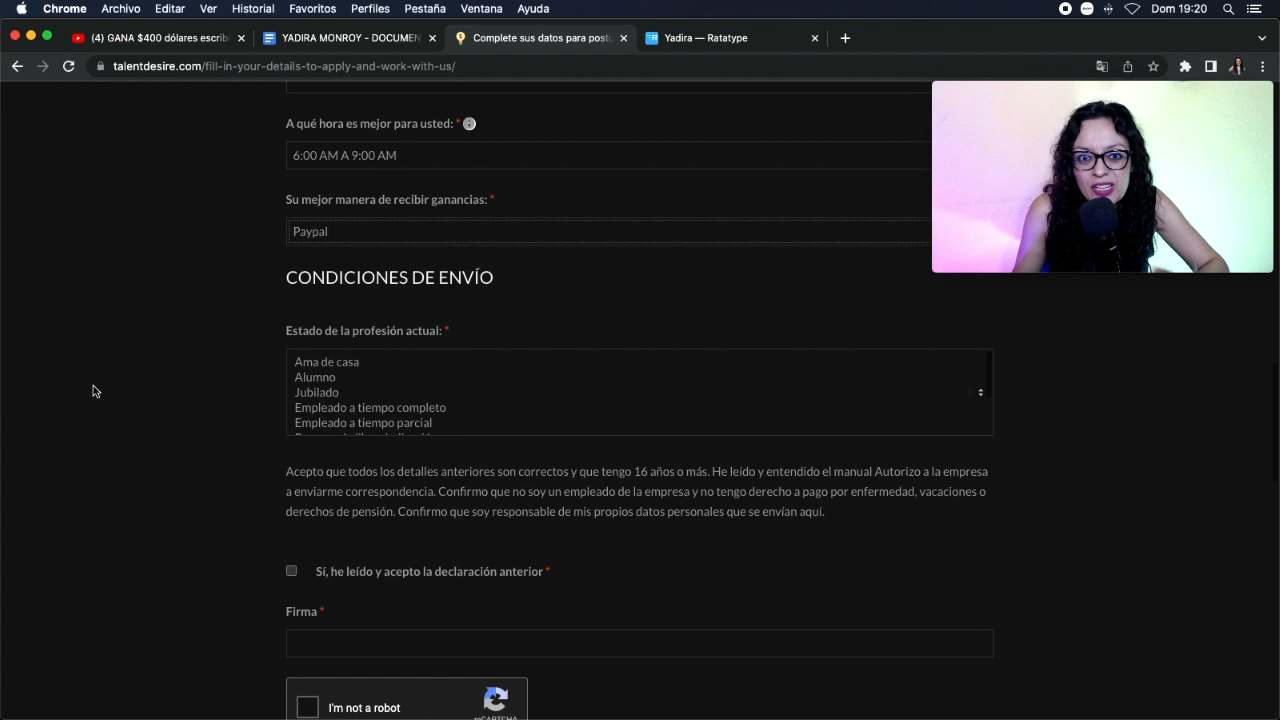 Chrome Archivo Editar Ver Historial Favoritos Perfiles Pestaña Ventana Ayuda Dom 19:20
(4) GANA $400 dólares escrib
YADIRA MONROY - DOCUMEN
Complete sus datos para postu
Yadira — Ratatype
talentdesire.com/fill-in-your-details-to-apply-and-work-with-us/
A qué hora es mejor para usted: *
6:00 AM A 9:00 AM
Su mejor manera de recibir ganancias: *
Paypal
CONDICIONES DE ENVÍO
Estado de la profesión actual: *
Ama de casa
Alumno
Jubilado
Empleado a tiempo completo
Empleado a tiempo parcial
Acepto que todos los detalles anteriores son correctos y que tengo 16 años o más. He leído y entendido el manual Autorizo a la empresa
a enviarme correspondencia. Confirmo que no soy un empleado de la empresa y no tengo derecho a pago por enfermedad, vacaciones o
derechos de pensión. Confirmo que soy responsable de mis propios datos personales que se envían aquí.
Sí, he leído y acepto la declaración anterior *
Firma *
I'm not a robot